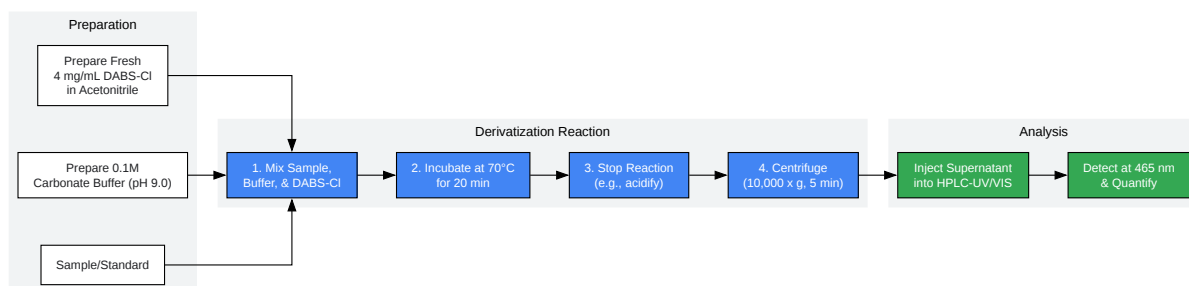 Preparation
Prepare Fresh
4 mg/mL DABS-Cl
in Acetonitrile
Prepare 0.1M
Carbonate Buffer (pH 9.0)
Sample/Standard
Derivatization Reaction
1. Mix Sample,
Buffer, & DABS-Cl
2. Incubate at 70°C
for 20 min
3. Stop Reaction
(e.g., acidify)
4. Centrifuge
(10,000 x g, 5 min)
Analysis
Inject Supernatant
into HPLC-UV/VIS
Detect at 465 nm
& Quantify